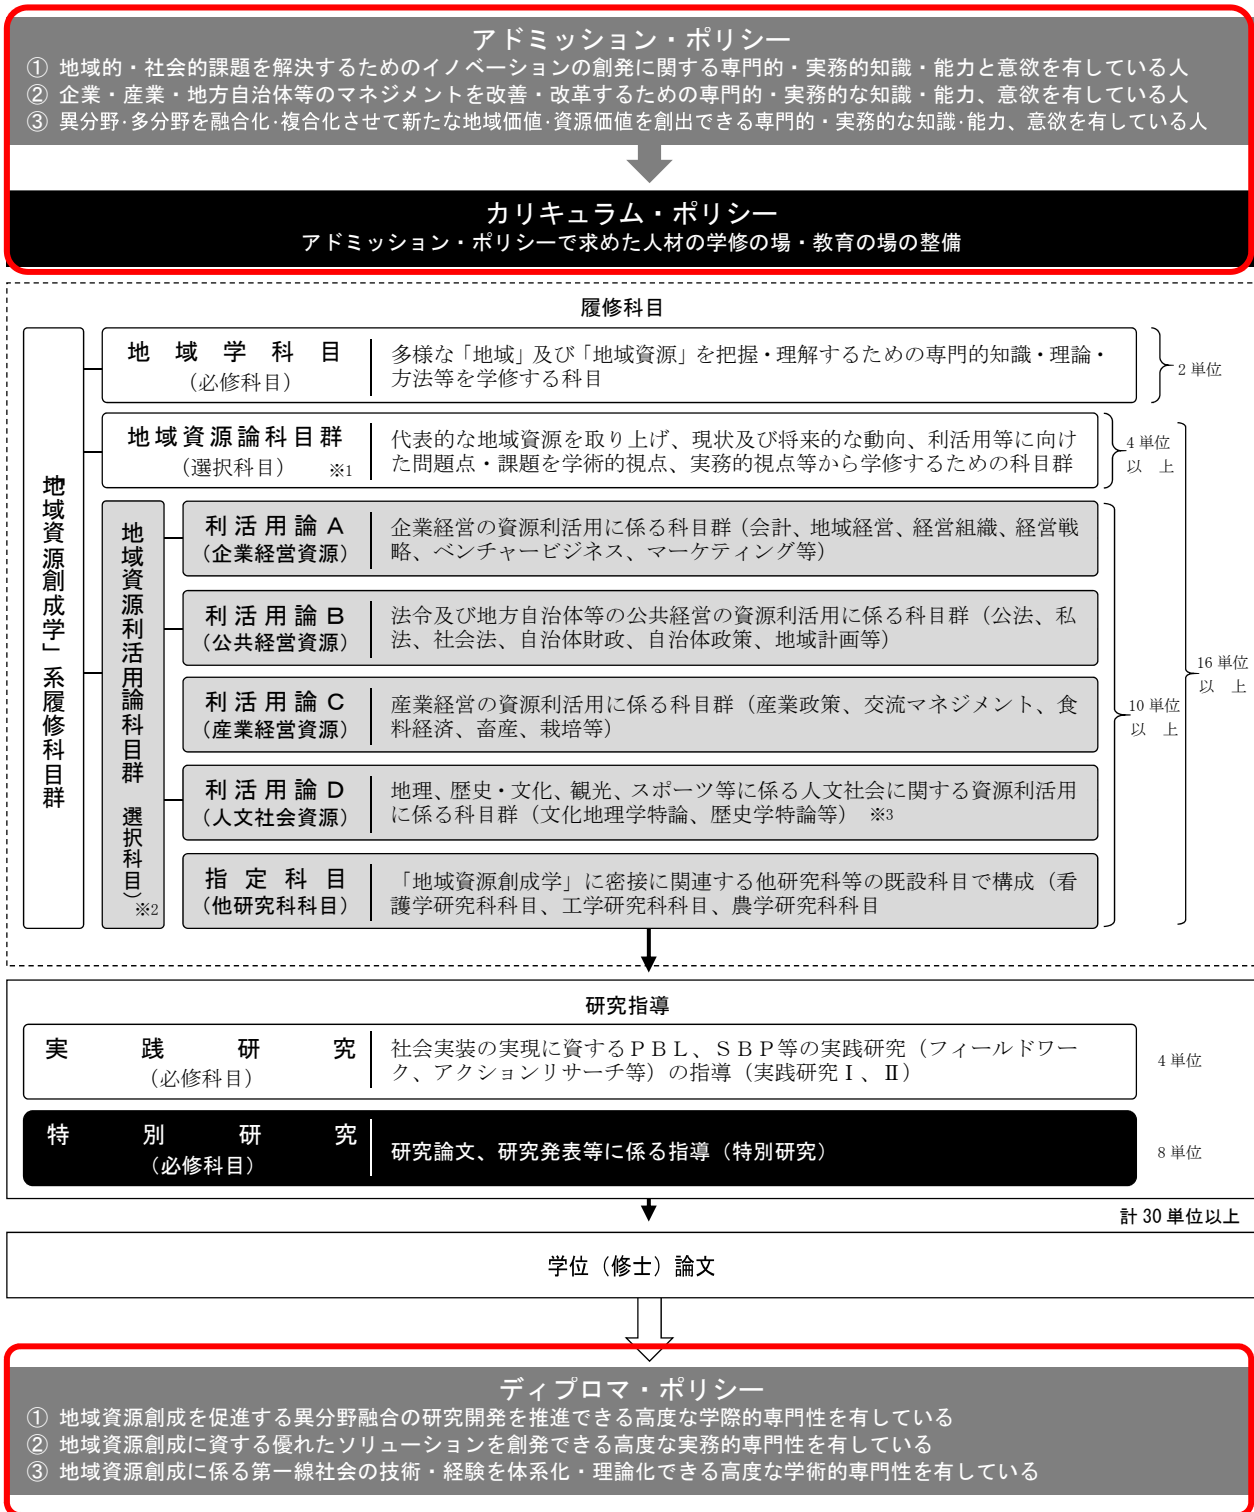 アドミッション・ポリシー
① 地域的・社会的課題を解決するためのイノベーションの創発に関する専門的・実務的知識・能力と意欲を有している人
② 企業・産業・地方自治体等のマネジメントを改善・改革するための専門的・実務的な知識・能力、意欲を有している人
③ 異分野・多分野を融合化・複合化させて新たな地域価値・資源価値を創出できる専門的・実務的な知識・能力、意欲を有している人
カリキュラム・ポリシー
アドミッション・ポリシーで求めた人材の学修の場・教育の場の整備
履修科目
「地域資源創成学」系履修科目群
地域学科目
(必修科目)
多様な「地域」及び「地域資源」を把握・理解するための専門的知識・理論・
方法等を学修する科目
2 単位
地域資源論科目群
(選択科目) ※1
代表的な地域資源を取り上げ、現状及び将来的な動向、利活用等に向け
た問題点・課題を学術的視点、実務的視点等から学修するための科目群
4 単位
以 上
地域資源利活用論科目群
選択科目） ※2
利活用論A
(企業経営資源)
企業経営の資源利活用に係る科目群（会計、地域経営、経営組織、経営戦
略、ベンチャービジネス、マーケティング等）
利活用論B
(公共経営資源)
法令及び地方自治体等の公共経営の資源利活用に係る科目群（公法、私
法、社会法、自治体財政、自治体政策、地域計画等）
利活用論C
(産業経営資源)
産業経営の資源利活用に係る科目群（産業政策、交流マネジメント、食
料経済、畜産、栽培等）
利活用論D
(人文社会資源)
地理、歴史・文化、観光、スポーツ等に係る人文社会に関する資源利活用
に係る科目群（文化地理学特論、歴史学特論等） ※3
指定科目
(他研究科科目)
「地域資源創成学」に密接に関連する他研究科等の既設科目で構成（看
護学研究科科目、工学研究科科目、農学研究科科目
10 単位
以 上
16 単位
以 上
研究指導
実践研究
(必修科目)
社会実装の実現に資するＰＢＬ、ＳＢＰ等の実践研究（フィールドワー
ク、アクションリサーチ等）の指導（実践研究Ⅰ、Ⅱ）
4 単位
特別研究
(必修科目)
研究論文、研究発表等に係る指導（特別研究）
8 単位
計 30 単位以上
学位（修士）論文
ディプロマ・ポリシー
① 地域資源創成を促進する異分野融合の研究開発を推進できる高度な学際的専門性を有している
② 地域資源創成に資する優れたソリューションを創発できる高度な実務的専門性を有している
③ 地域資源創成に係る第一線社会の技術・経験を体系化・理論化できる高度な学術的専門性を有している